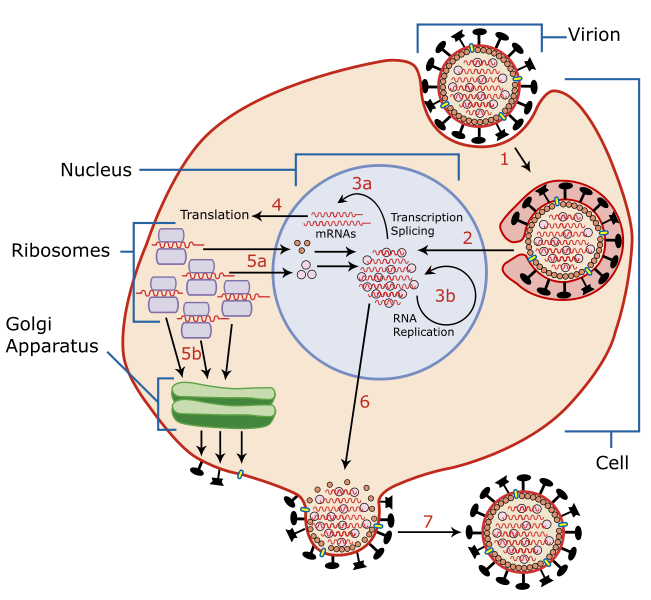 Virion
1
Nucleus
3a
4
Translation
Transcription
Splicing
mRNAs
2
Ribosomes
5a
3b
RNA
Replication
Golgi
Apparatus
5b
6
Cell
7